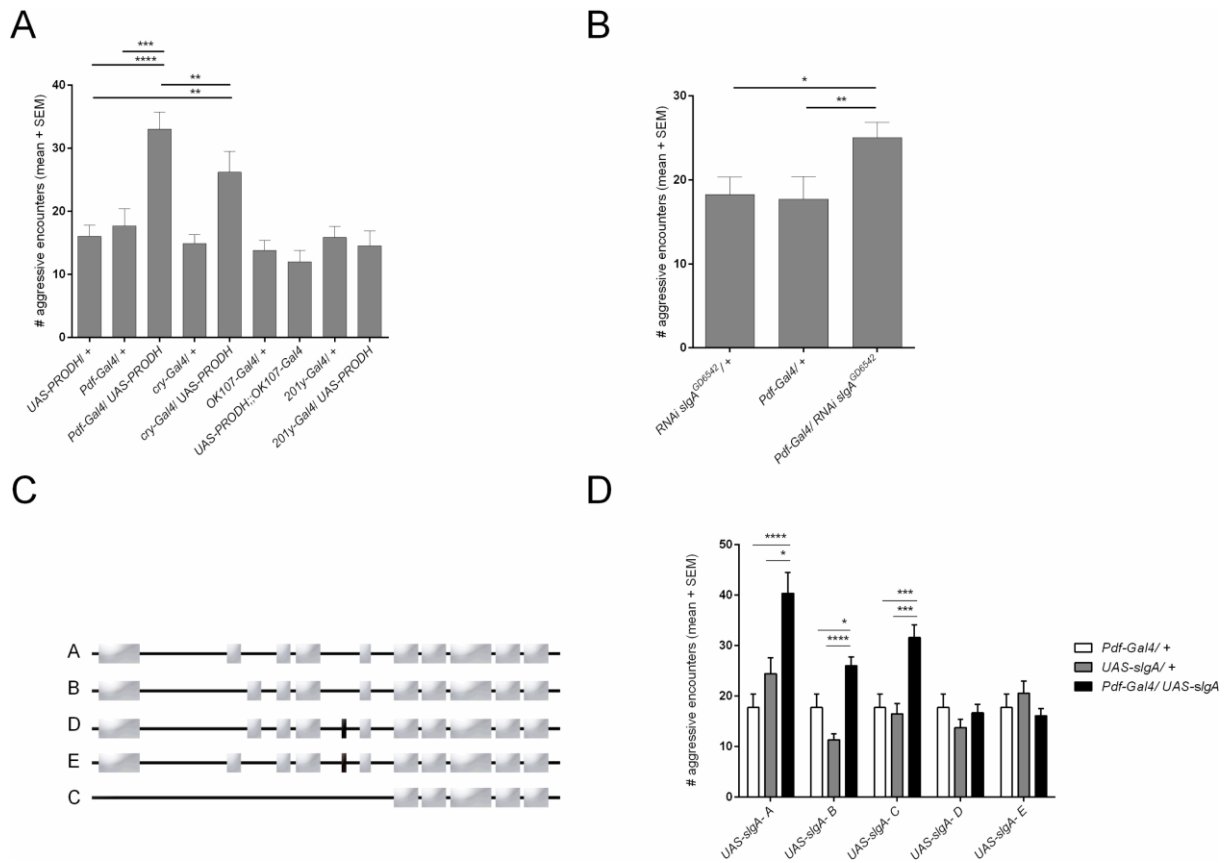 A
***
****
**
**
# aggressive encounters (mean + SEM)
40
30
20
10
0
UAS-PRODH/ +
Pdf-Gal4/ +
Pdf-Gal4/ UAS-PRODH
cry-Gal4/ +
cry-Gal4/ UAS-PRODH
OK107-Gal4/ +
UAS-PRODH;;OK107-Gal4
201y-Gal4/ +
201y-Gal4/ UAS-PRODH
B
*
**
# aggressive encounters (mean + SEM)
30
20
10
0
RNAi slgA^GD6542/ +
Pdf-Gal4/ +
Pdf-Gal4/ RNAi slgA^GD6542
C
A
B
D
E
C
D
# aggressive encounters (mean + SEM)
50
40
30
20
10
0
****
*
*
****
***
***
UAS-slgA- A
UAS-slgA- B
UAS-slgA- C
UAS-slgA- D
UAS-slgA- E
Pdf-Gal4/ +
UAS-slgA/ +
Pdf-Gal4/ UAS-slgA